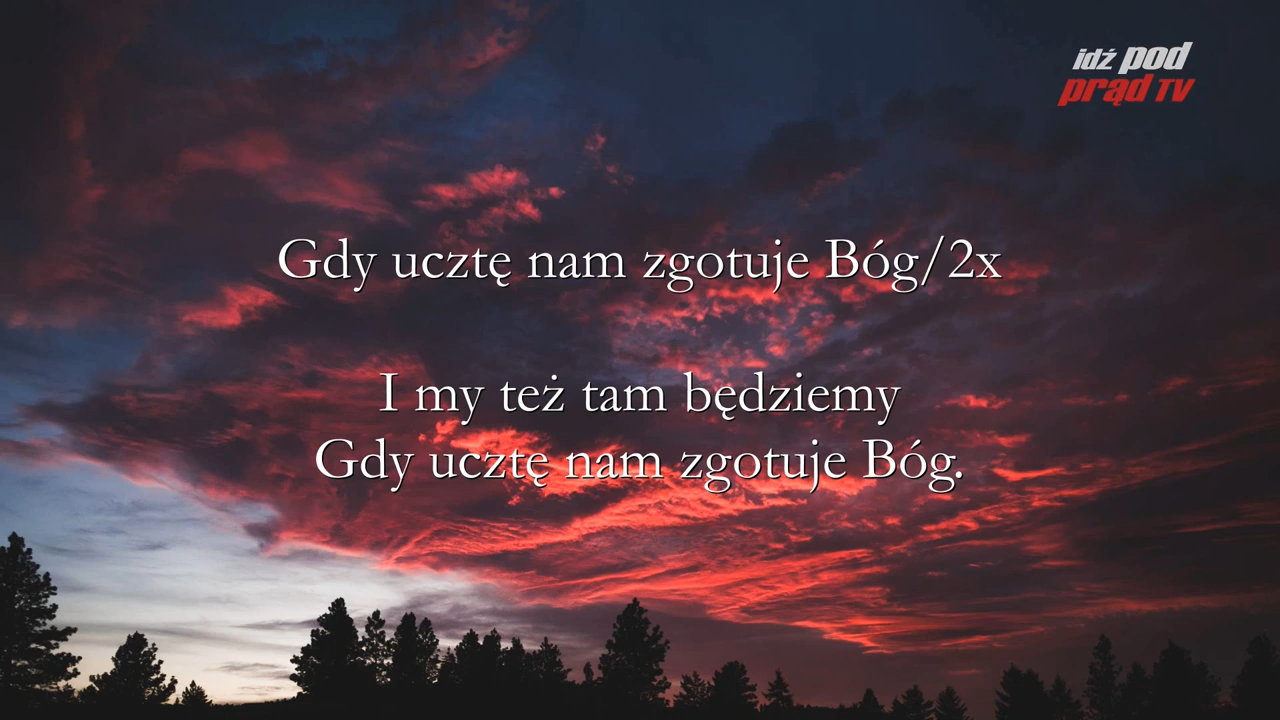 idź pod
prąd TV
Gdy ucztę nam zgotuje Bóg/2x
I my też tam będziemy
Gdy ucztę nam zgotuje Bóg.